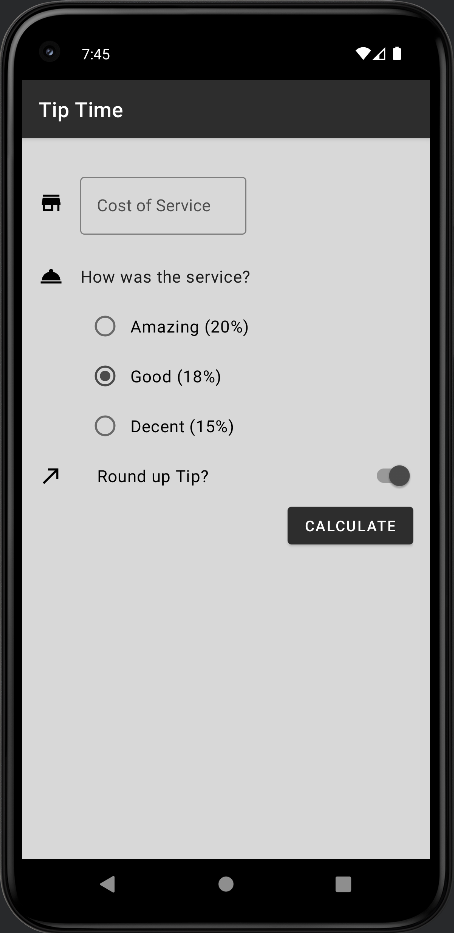 7:45
Tip Time
Cost of Service
How was the service?
Amazing (20%)
Good (18%)
Decent (15%)
Round up Tip?
CALCULATE